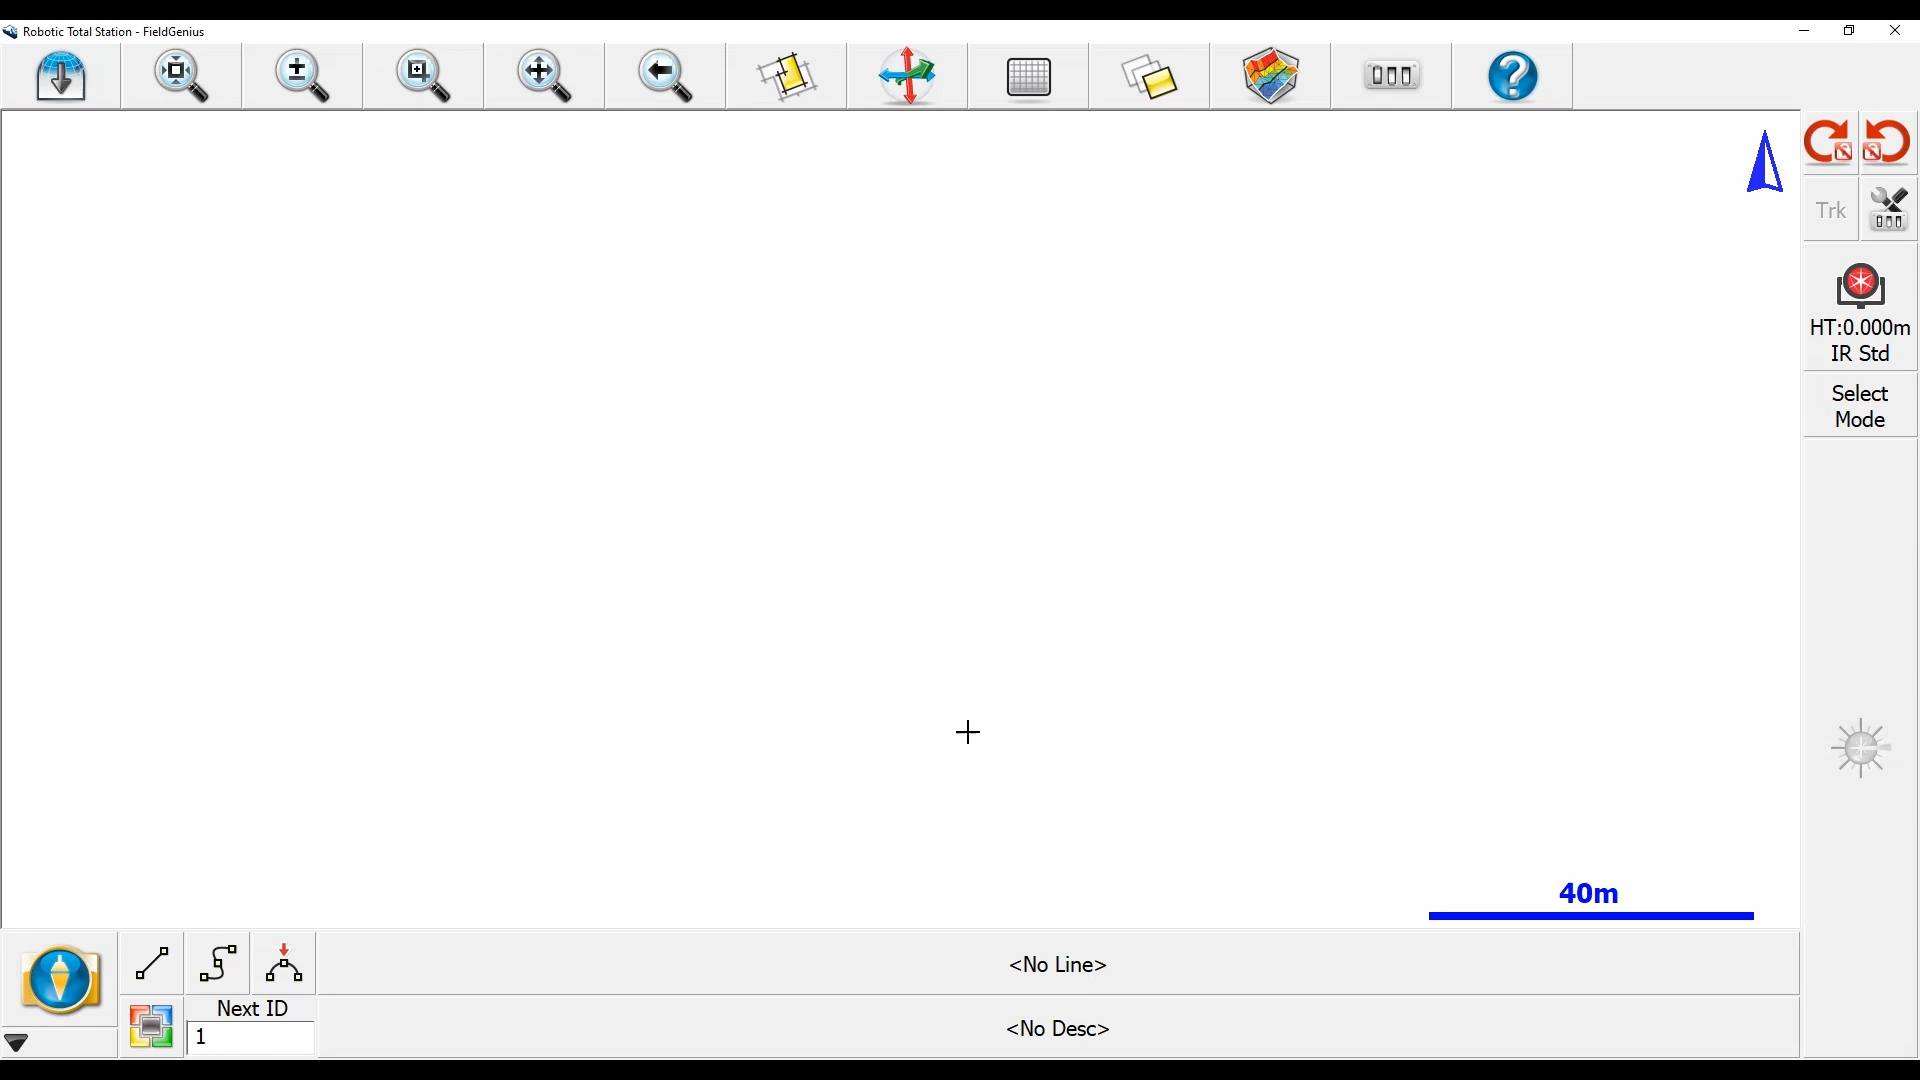 Robotic Total Station - FieldGenius
Trk
HT:0.000m
IR Std
Select
Mode
40m
<No Line>
Next ID
1
<No Desc>